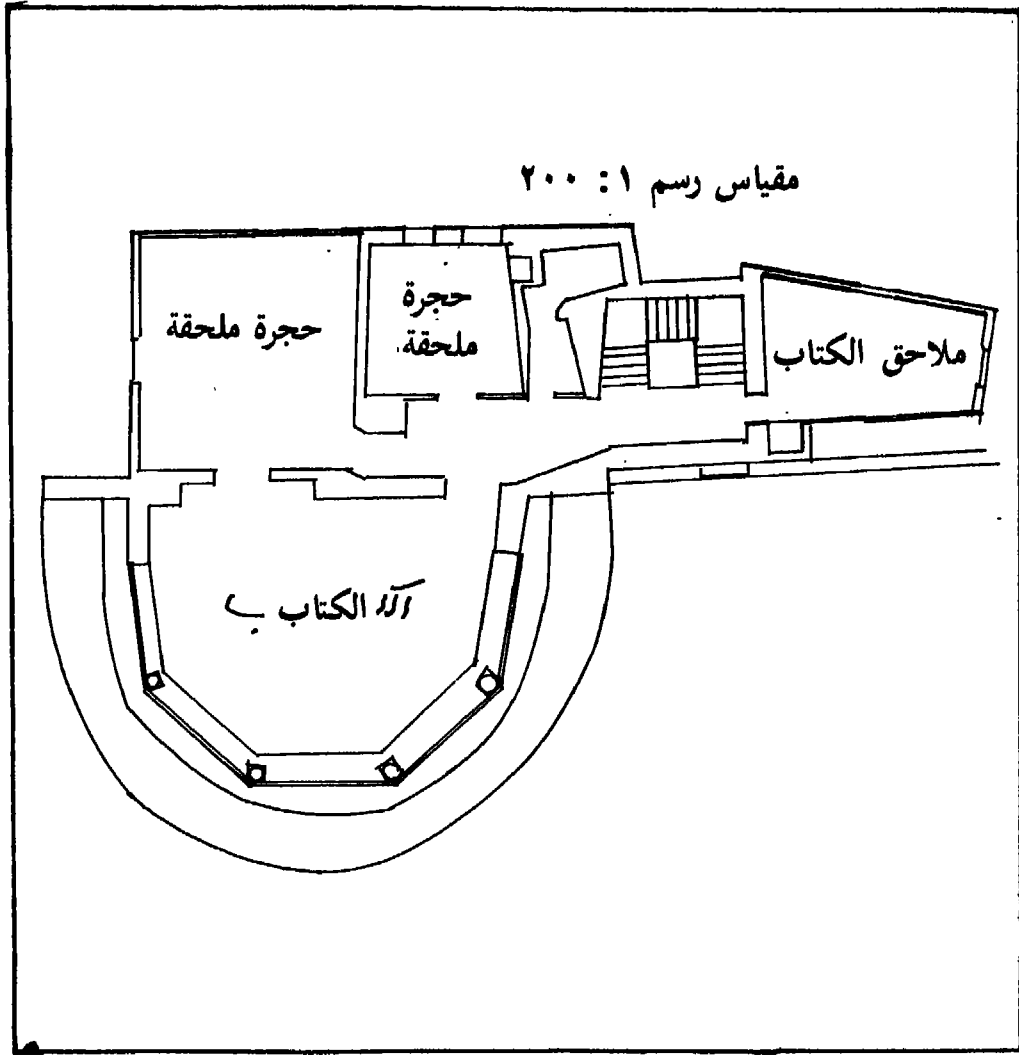 مقياس رسم ١ : ٢٠٠
حجرة ملحقة
حجرة
ملحقة
ملاحق الكتاب
الكتاب